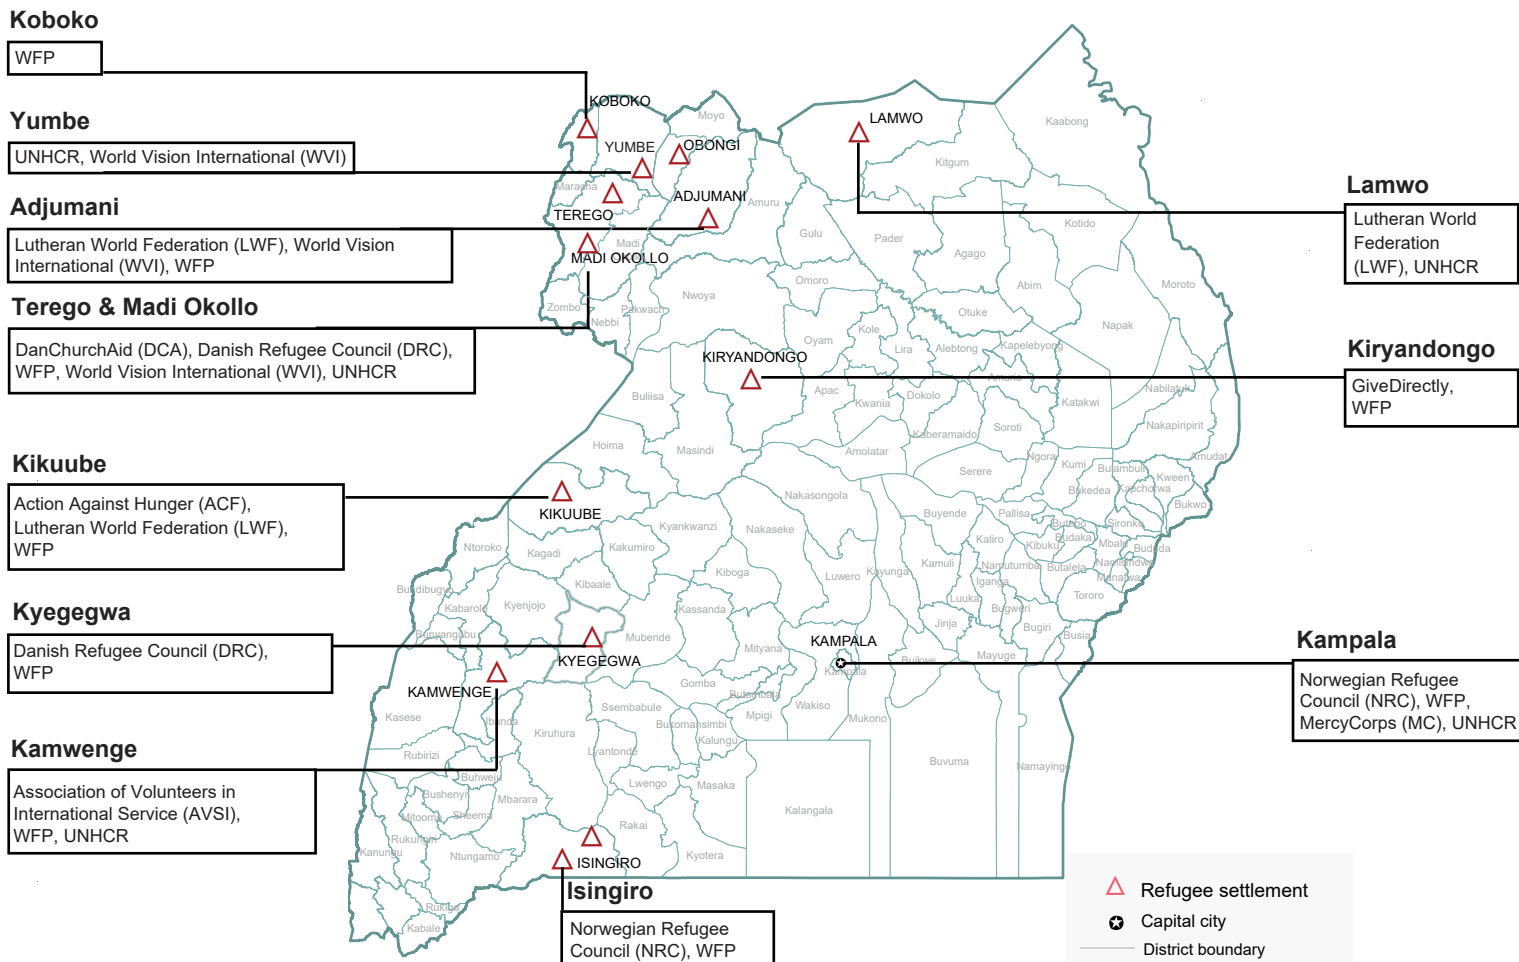 Koboko
WFP
Yumbe
UNHCR, World Vision International (WVI)
Adjumani
Lutheran World Federation (LWF), World Vision
International (WVI), WFP
Terego & Madi Okollo
DanChurchAid (DCA), Danish Refugee Council (DRC),
WFP, World Vision International (WVI), UNHCR
Kikuube
Action Against Hunger (ACF),
Lutheran World Federation (LWF),
WFP
Kyegegwa
Danish Refugee Council (DRC),
WFP
Kamwenge
Association of Volunteers in
International Service (AVSI),
WFP, UNHCR
Isingiro
Norwegian Refugee
Council (NRC), WFP
Lamwo
Lutheran World
Federation
(LWF), UNHCR
Kiryandongo
GiveDirectly,
WFP
Kampala
Norwegian Refugee
Council (NRC), WFP,
MercyCorps (MC), UNHCR
KOBOKO
Moyo
LAMWO
Kaabong
YUMBE
OBONGI
Kitgum
Maracha
ADJUMANI
Amuru
TEREGO
Gulu
Pader
Kotido
Madi
MADI OKOLLO
Agago
Omoro
Abim
Moroto
Zombo
Pakwach
Nwoya
Nebbi
Otuke
Napak
Kole
Oyam
Lira
Alebtong
Kapelebyong
KIRYANDONGO
Amuria
Buliisa
Apac
Dokolo
Nabilatuk
Kwania
Katakwi
Kaberamaido
Soroti
Nakapiripirit
Hoima
Masindi
Amolatar
Ngora
Amudat
Serere
Kumi
Bulambuli
Kween
Bukedea
Kapchorwa
Bukwo
KIKUUBE
Nakasongola
Buyende
Pallisa
Butebo
Sironko
Kyankwanzi
Nakaseke
Kaliro
Kibuku
Budaka
Mbale
Bududa
Ntoroko
Kagadi
Kakumiro
Kamuli
Namutumba
Butaleja
Namisindwa
Manafwa
Kibaale
Kiboga
Luwero
Kayunga
Iganga
Bundibugyo
Tororo
Kabarole
Kyenjojo
Kassanda
Luuka
Bugweri
Bunyangabu
Mubende
Jinja
Bugiri
Busia
KYEGEGWA
Mityana
KAMPALA
Kampala
Buikwe
Mayuge
KAMWENGE
Gomba
Butambala
Kasese
Ibanda
Ssembabule
Mpigi
Wakiso
Mukono
Kiruhura
Bukomansimbi
Kalungu
Rubirizi
Lyantonde
Buvuma
Namayingo
Buhweju
Lwengo
Masaka
Bushenyi
Mbarara
Kalangala
Mitooma
Sheema
Rakai
Rukungiri
Kanungu
Ntungamo
ISINGIRO
Kyotera
Rukiga
Kabale
Refugee settlement
Capital city
District boundary